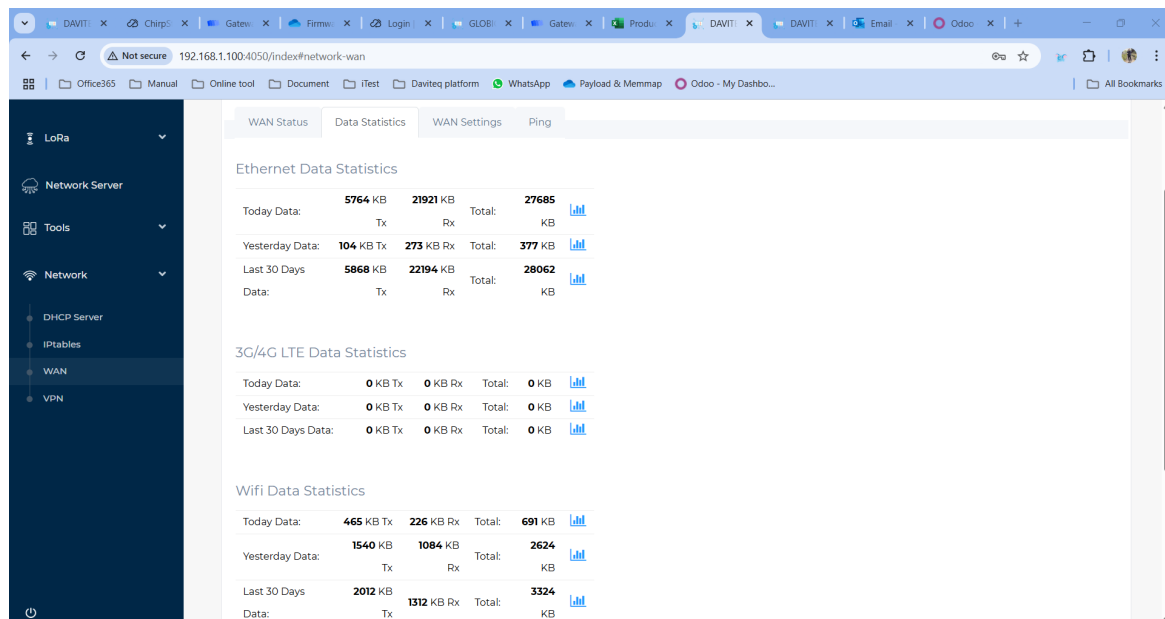 DAVITE ChirpS Gatew Firmw Login | GLOBI Gatew Produ DAVITE DAVITE Email Odoo
Not secure 192.168.1.100:4050/index#network-wan
Office365 Manual Online tool Document iTest Daviteq platform WhatsApp Payload & Memmap Odoo - My Dashbo... All Bookmarks
WAN Status Data Statistics WAN Settings Ping
LoRa
Network Server
Tools
Network
DHCP Server
IPtables
WAN
VPN
Ethernet Data Statistics
Today Data: 5764 KB Tx 21921 KB Rx Total: 27685 KB
Yesterday Data: 104 KB Tx 273 KB Rx Total: 377 KB
Last 30 Days Data: 5868 KB Tx 22194 KB Rx Total: 28062 KB
3G/4G LTE Data Statistics
Today Data: 0 KB Tx 0 KB Rx Total: 0 KB
Yesterday Data: 0 KB Tx 0 KB Rx Total: 0 KB
Last 30 Days Data: 0 KB Tx 0 KB Rx Total: 0 KB
Wifi Data Statistics
Today Data: 465 KB Tx 226 KB Rx Total: 691 KB
Yesterday Data: 1540 KB Tx 1084 KB Rx Total: 2624 KB
Last 30 Days Data: 2012 KB Tx 1312 KB Rx Total: 3324 KB